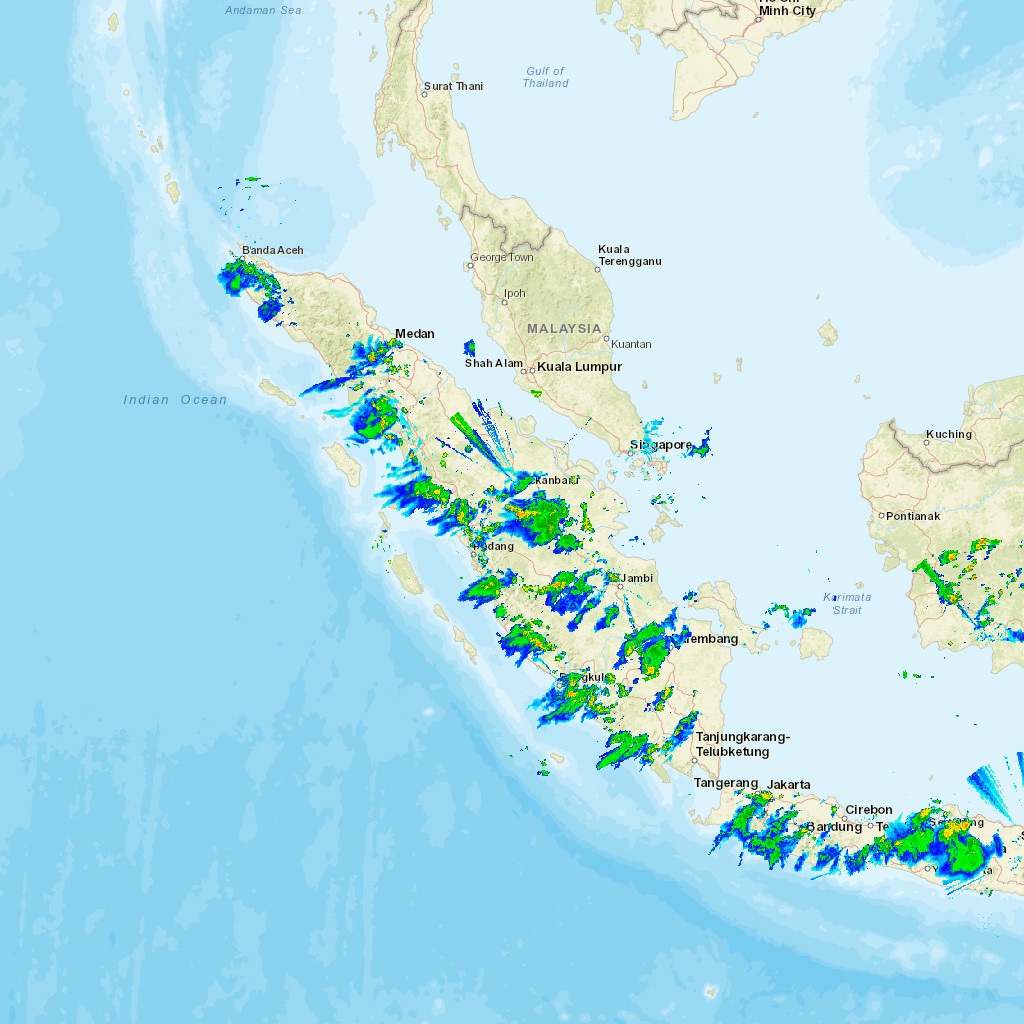 Andaman Sea
Minh City
Gulf of
Thailand
Surat Thani
Banda Aceh
George Town
Kuala
Terengganu
Ipoh
MALAYSIA
Medan
Kuantan
Shah Alam
Kuala Lumpur
Indian Ocean
Singapore
Kuching
Pontianak
Jambi
Karimata
Strait
Tanjungkarang-
Telubketung
Tangerang
Jakarta
Cirebon
Bandung
Te